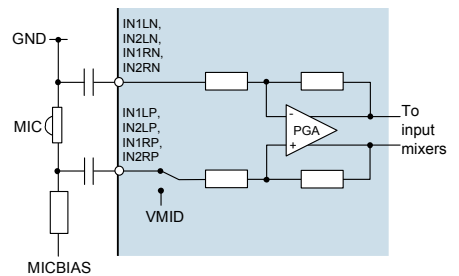 IN1LN,
IN2LN,
IN1RN,
IN2RN
GND
MIC
IN1LP,
IN2LP,
IN1RP,
IN2RP
-
PGA
+
To
input
mixers
VMID
MICBIAS